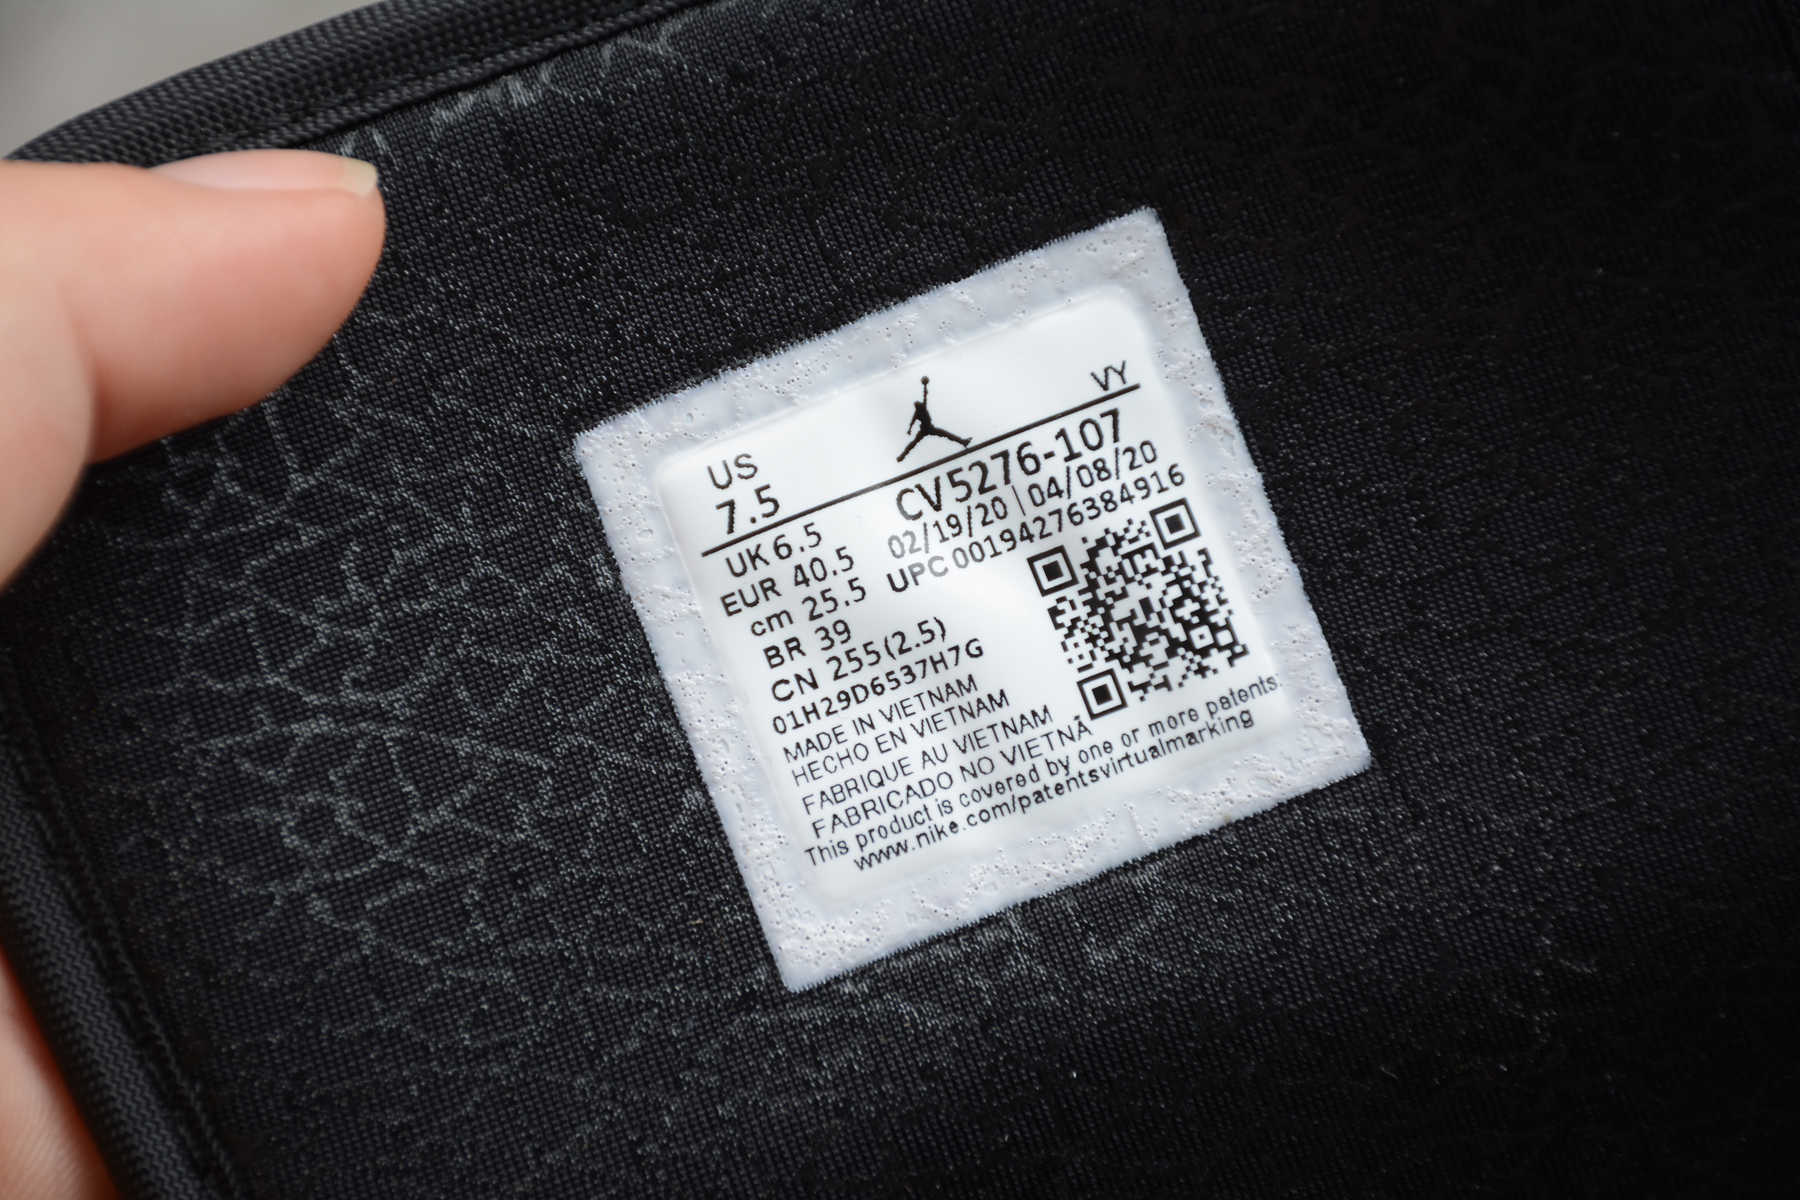 US
VY
7.5
CV5276-107
UK 6.5
02/19/20 | 04/08/20
EUR 40.5
UPC 00194276384916
cm 25.5
BR 39
CN 255(2.5)
01H29D6537H7G
MADE IN VIETNAM
HECHO EN VIETNAM
FABRIQUE AU VIETNAM
FABRICADO NO VIETNÃ
This product is covered by one or more patents.
www.nike.com/patentsvirtualmarking